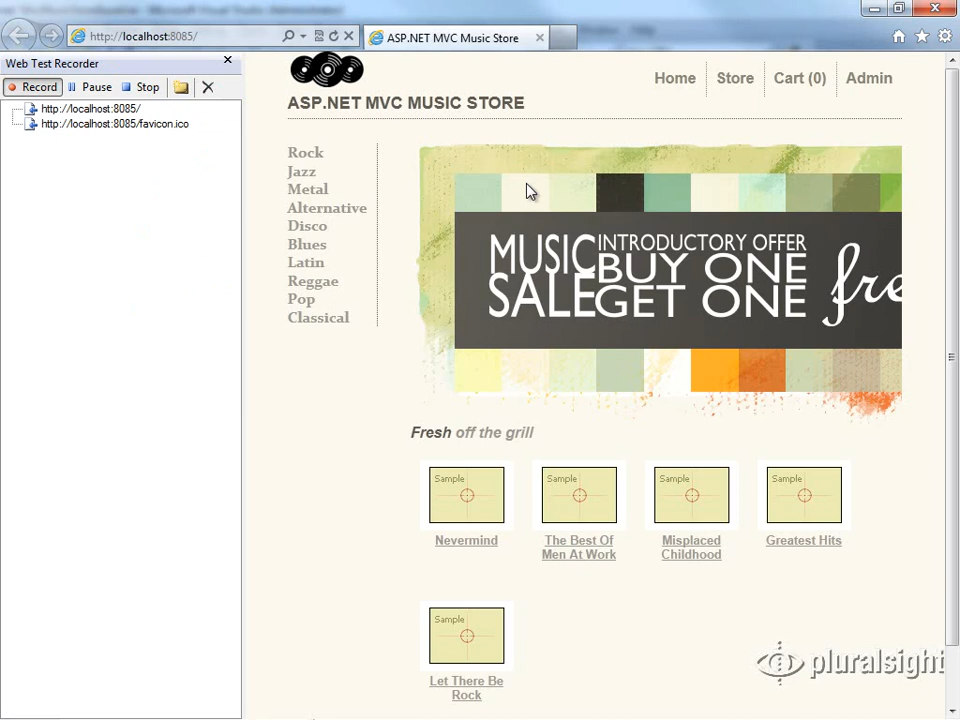 http://localhost:8085/
ASP.NET MVC Music Store
Web Test Recorder
Record
Pause
Stop
http://localhost:8085/
http://localhost:8085/favicon.ico
Home
Store
Cart (0)
Admin
ASP.NET MVC MUSIC STORE
Rock
Jazz
Metal
Alternative
Disco
Blues
Latin
Reggae
Pop
Classical
MUSIC
SALE
INTRODUCTORY OFFER
BUY ONE
GET ONE
fre
Fresh off the grill
Sample
Sample
Sample
Sample
Nevermind
The Best Of
Men At Work
Misplaced
Childhood
Greatest Hits
Sample
Let There Be
Rock
pluralsight